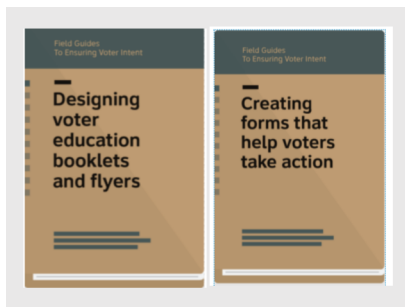 Field Guides
To Ensuring Voter Intent
Designing
voter
education
booklets
and flyers
Field Guides
To Ensuring Voter Intent
Creating
forms that
help voters
take action